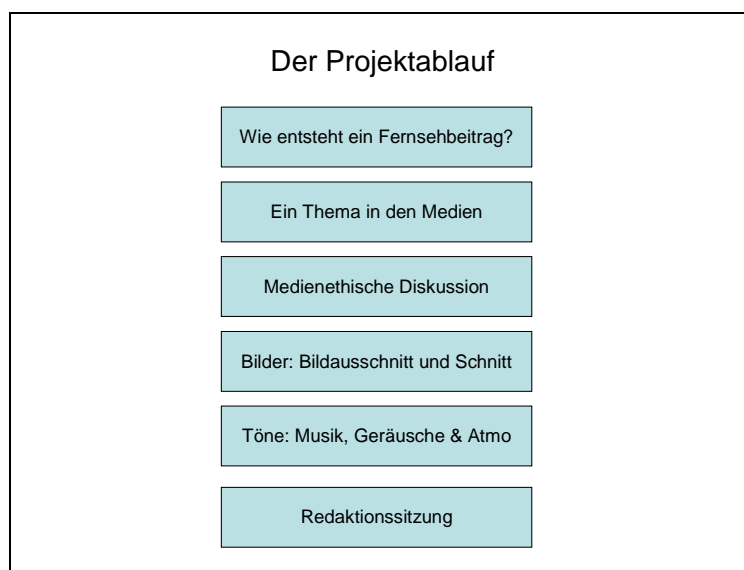 Der Projektablauf
Wie entsteht ein Fernsehbeitrag?
Ein Thema in den Medien
Medienethische Diskussion
Bilder: Bildausschnitt und Schnitt
Töne: Musik, Geräusche & Atmo
Redaktionssitzung